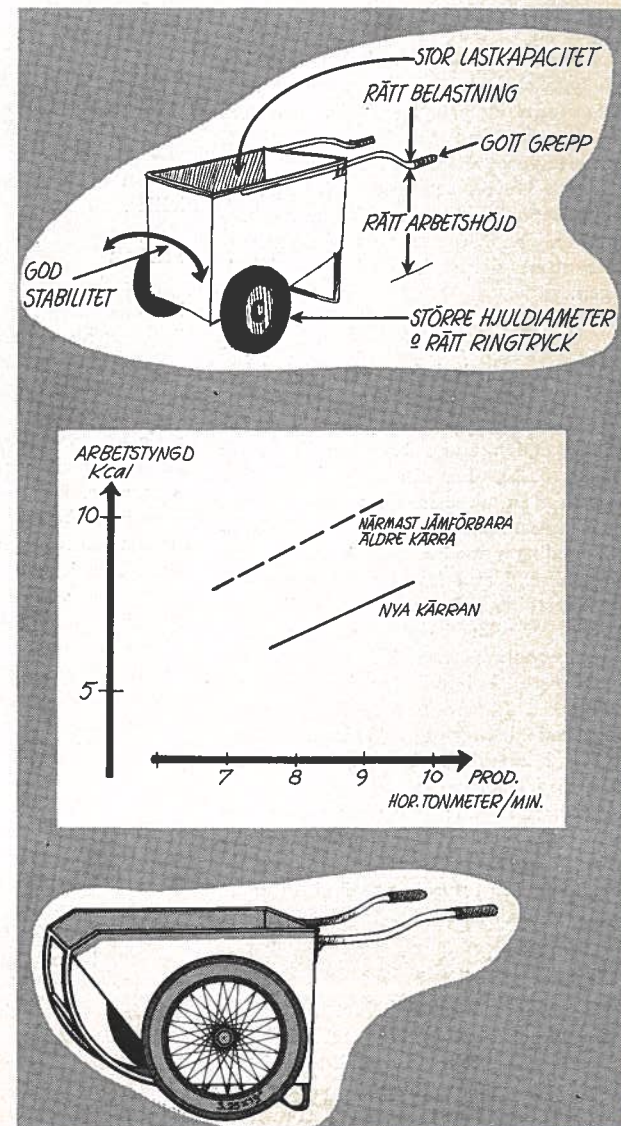 STOR LASTKAPACITET
RÄTT BELASTNING
GOTT GREPP
RÄTT ARBETSHÖJD
GOD
STABILITET
STÖRRE HJULDIAMETER
O RÄTT RINGTRYCK
ARBETSTYNGD
Kcal
10
NÄRMAST JÄMFÖRBARA
ÄLDRE KÄRRA
NYA KÄRRAN
5
7 8 9 10 PROD.
HOR. TONMETER/MIN.